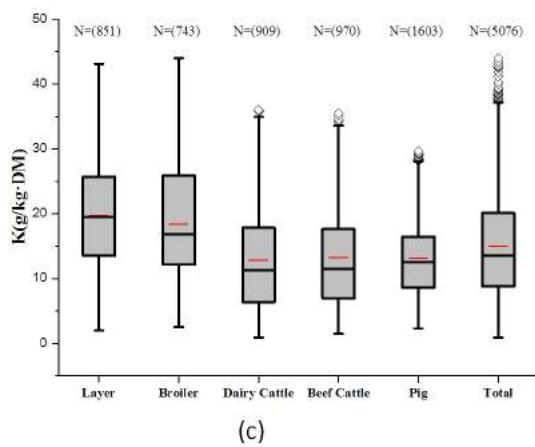 50
N=(851) N=(743) N=(909) N=(970) N=(1603) N=(5076)
40
30
20
10
0
K(g/kg·DM)
Layer Broiler Dairy Cattle Beef Cattle Pig Total
(c)